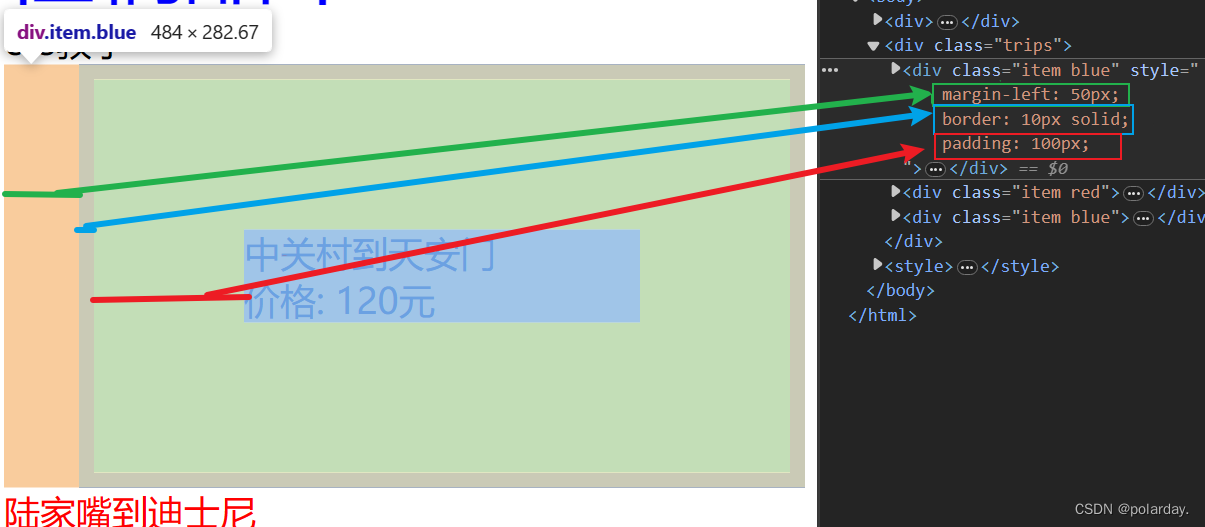 div.item.blue 484 × 282.67
中关村到天安门
价格: 120元
陆家嘴到迪士尼
<body>
<div>…</div>
<div class="trips">
<div class="item blue" style="
margin-left: 50px;
border: 10px solid;
padding: 100px;
">…</div> == $0
<div class="item red">…</div>
<div class="item blue">…</div
</div>
<style>…</style>
</body>
</html>
CSDN @polarday.